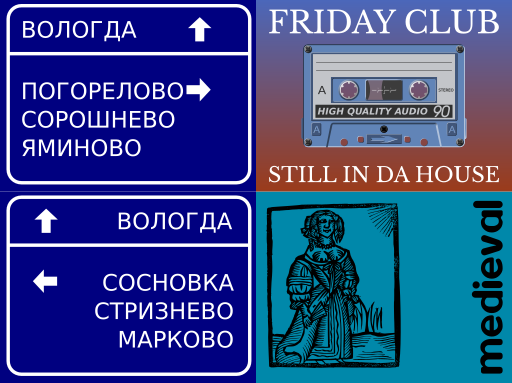 ВОЛОГДА
ПОГОРЕЛОВО
СОРОШНЕВО
ЯМИНОВО
FRIDAY CLUB
A STEREO
HIGH QUALITY AUDIO 90
A A
STILL IN DA HOUSE
ВОЛОГДА
СОСНОВКА
СТРИЗНЕВО
МАРКОВО
medieval